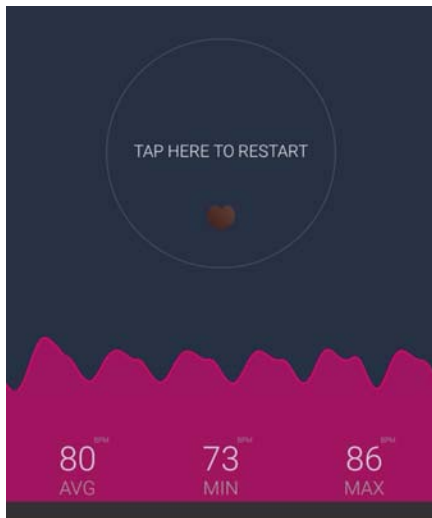 TAP HERE TO RESTART
BPM BPM BPM
80 73 86
AVG MIN MAX